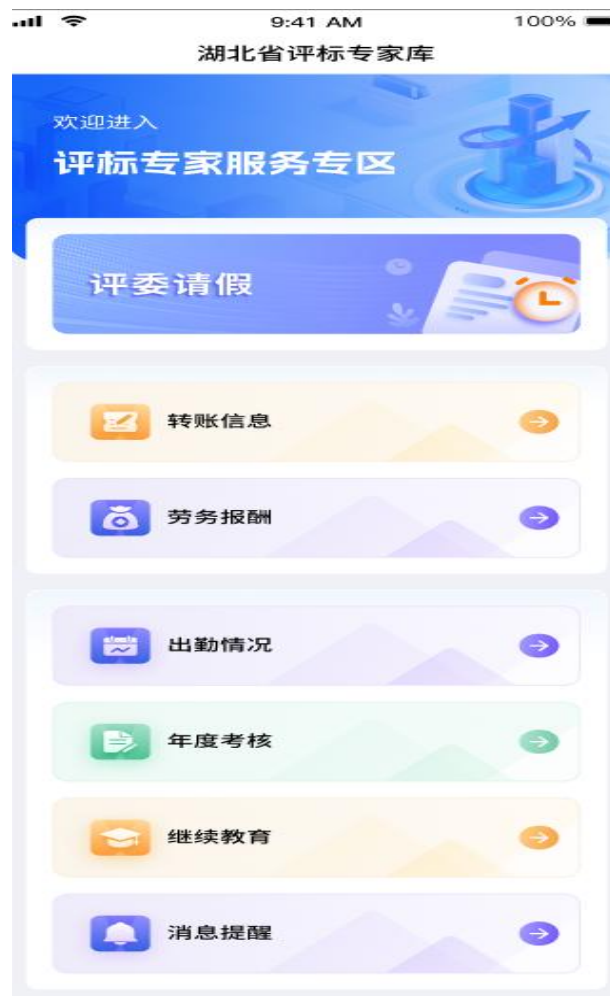 9:41 AM 100%
湖北省评标专家库
欢迎进入
评标专家服务专区
评委请假
转账信息
劳务报酬
出勤情况
年度考核
继续教育
消息提醒